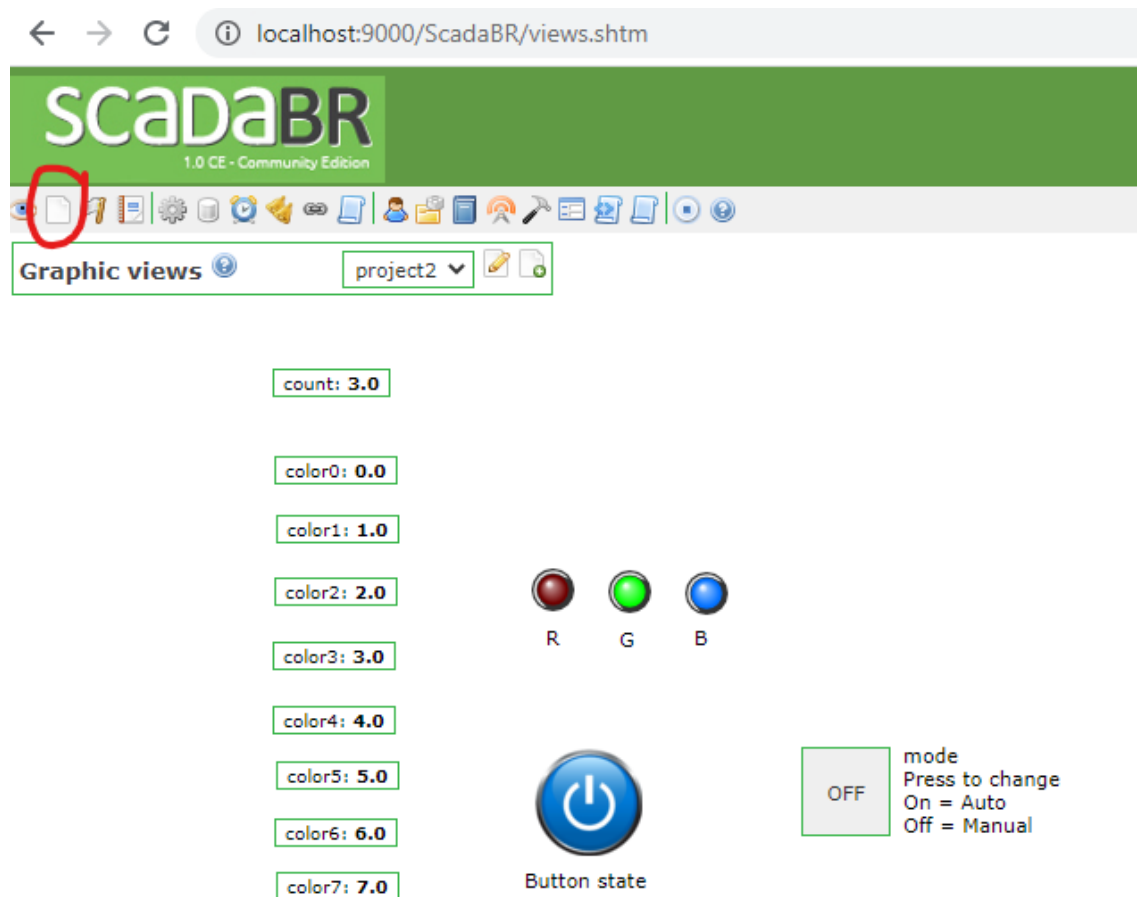 localhost:9000/ScadaBR/views.shtm
scadaBR
1.0 CE - Community Edition
Graphic views
project2
count: 3.0
color0: 0.0
color1: 1.0
color2: 2.0
R G B
color3: 3.0
color4: 4.0
mode
Press to change
color5: 5.0
OFF
On = Auto
Off = Manual
color6: 6.0
Button state
color7: 7.0